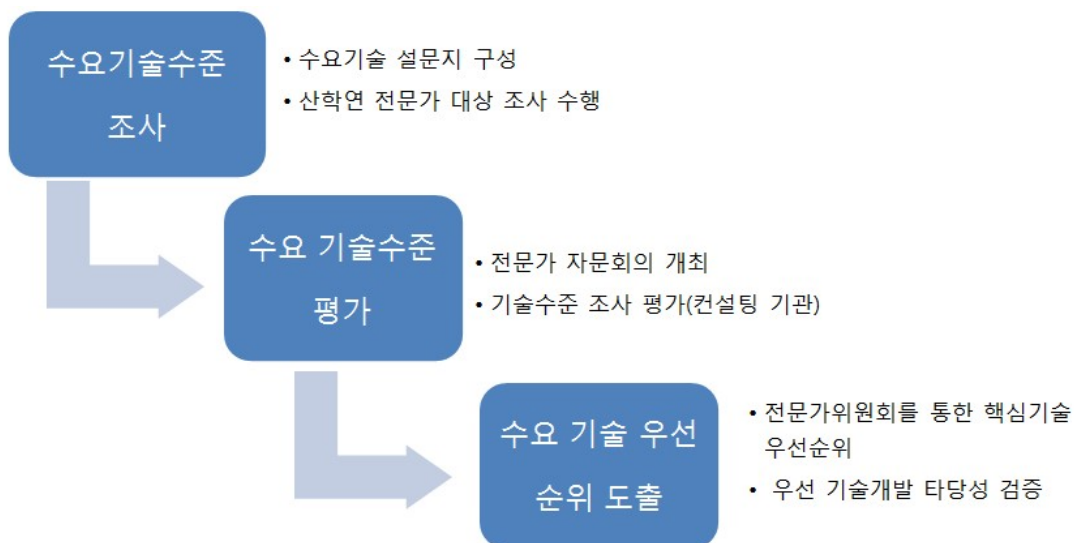 수요기술수준
조사
• 수요기술 설문지 구성
• 산학연 전문가 대상 조사 수행
수요 기술수준
평가
• 전문가 자문회의 개최
• 기술수준 조사 평가(컨설팅 기관)
수요 기술 우선
순위 도출
• 전문가위원회를 통한 핵심기술
우선순위
• 우선 기술개발 타당성 검증